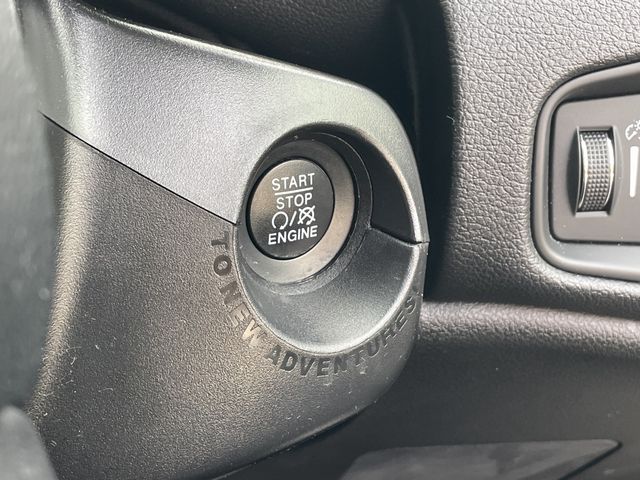 START
STOP
ENGINE
TO NEW ADVENTURES!